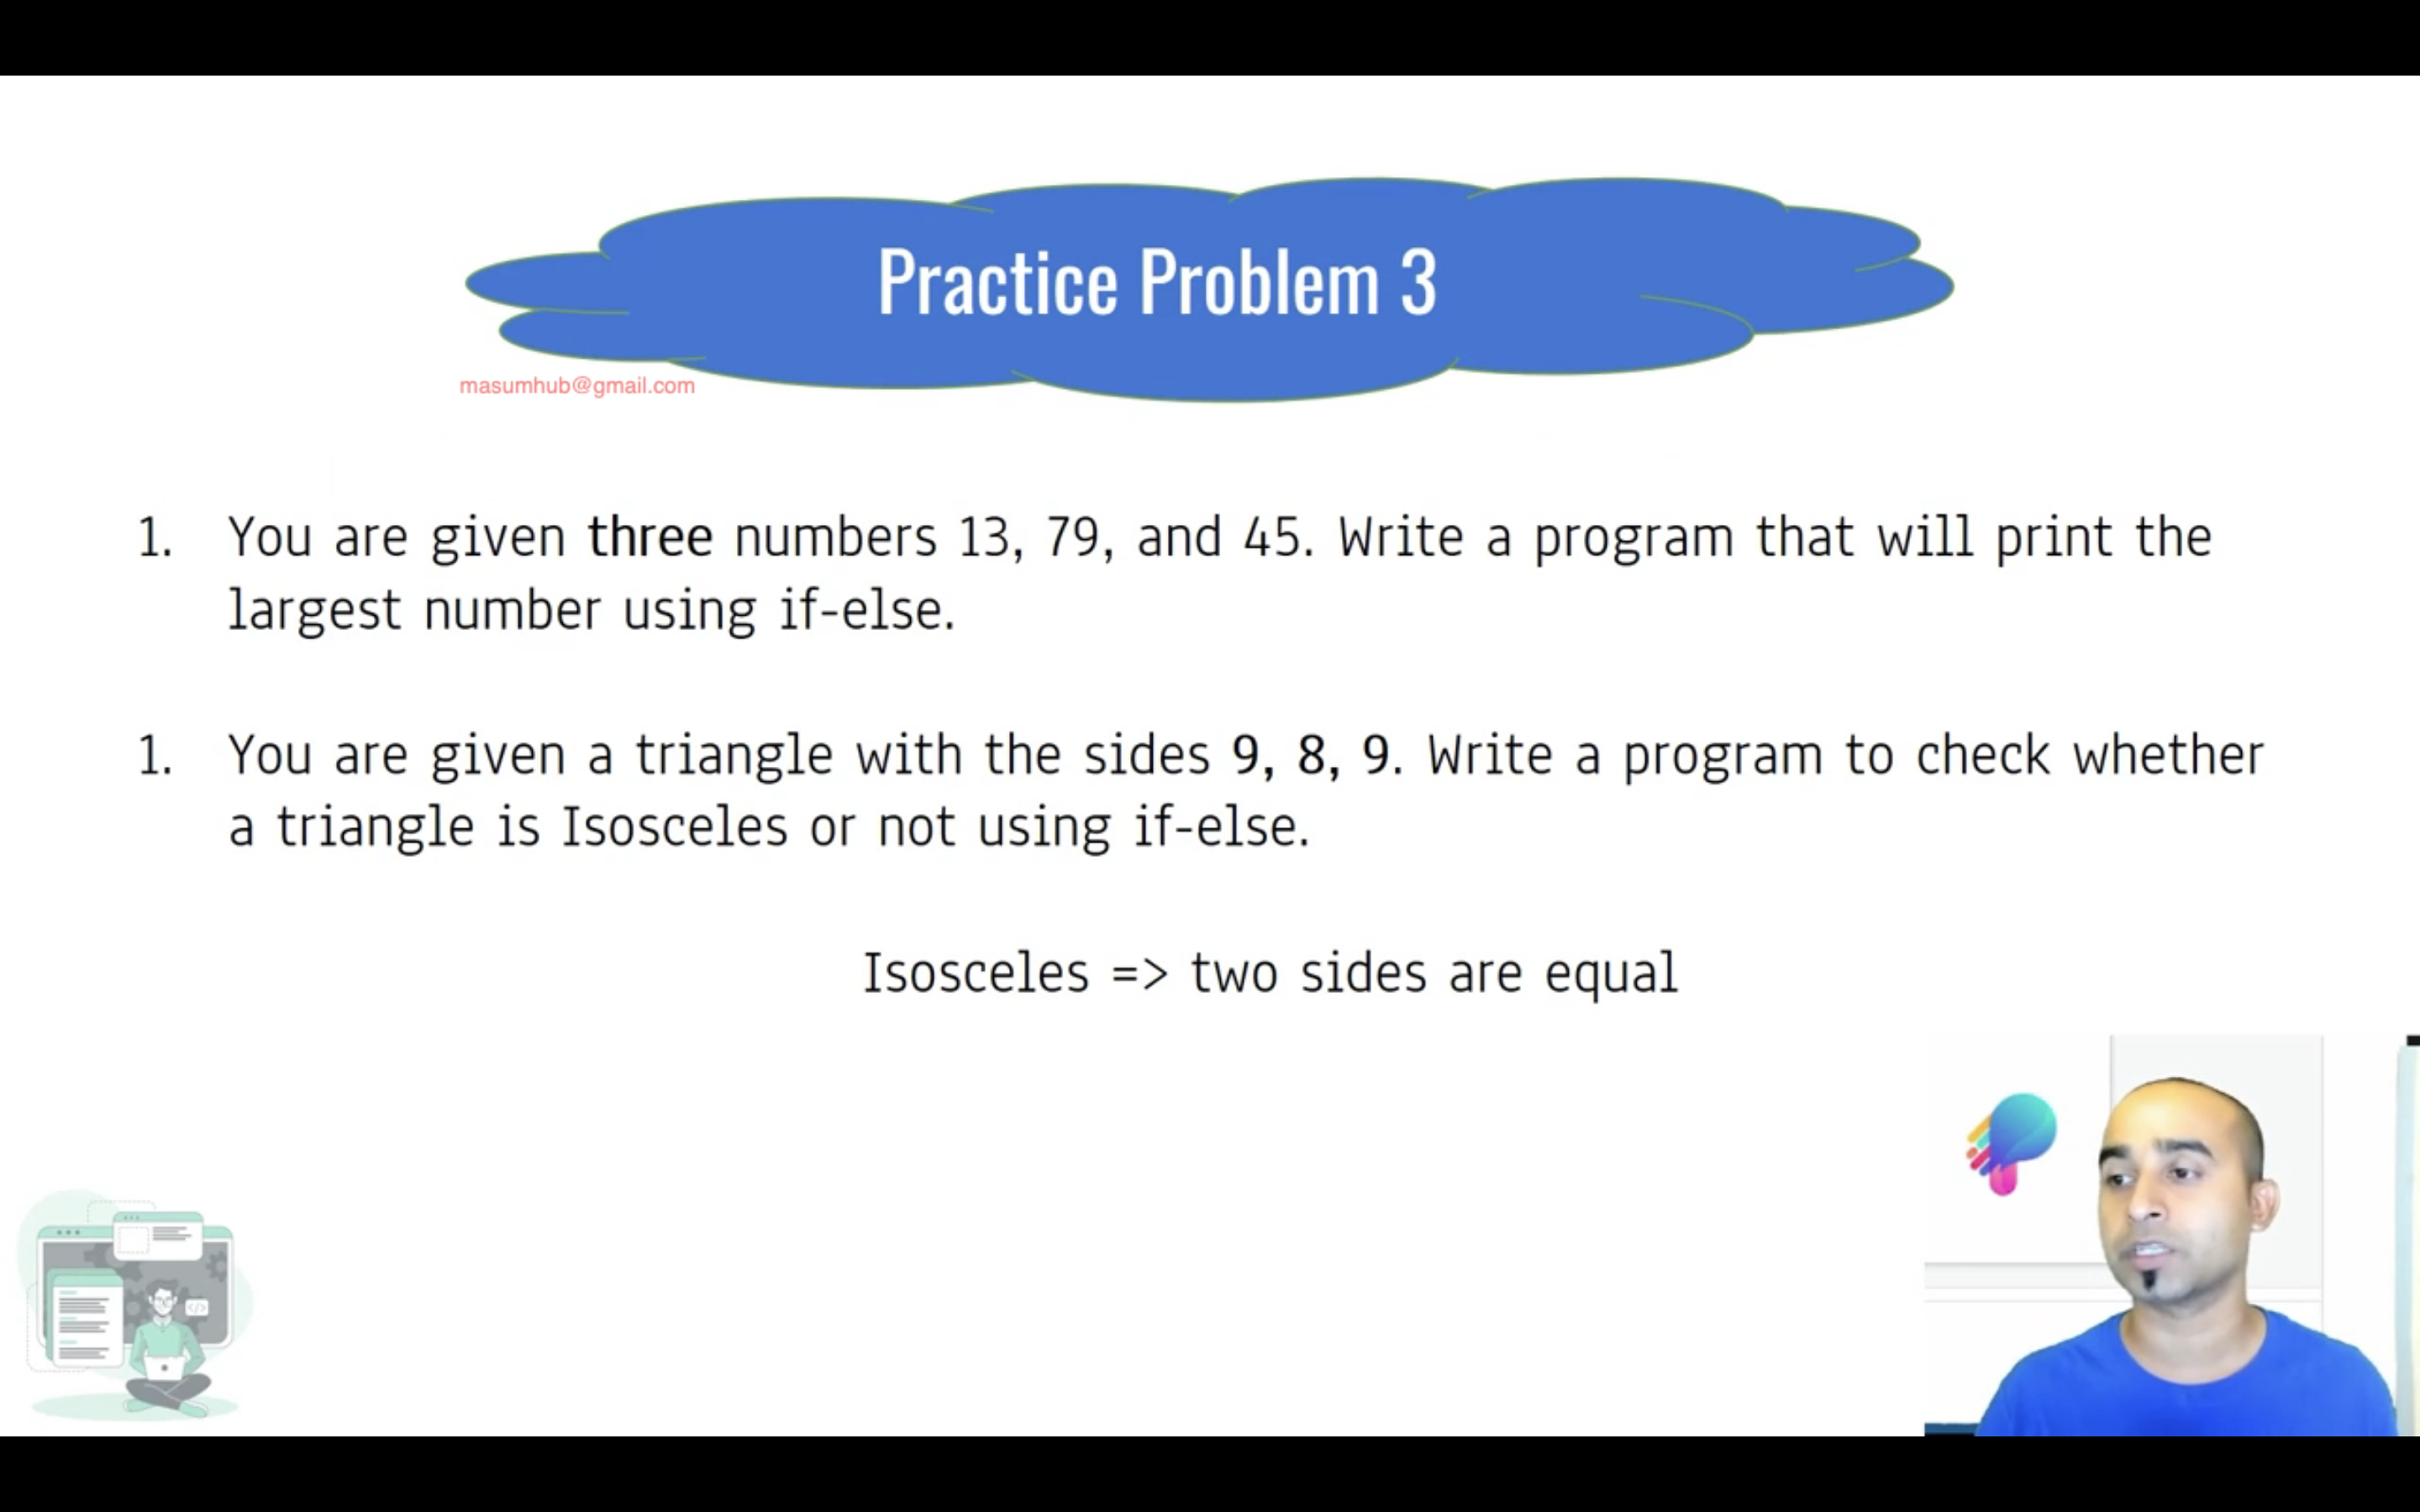 Practice Problem 3
masumhub@gmail.com
1. You are given three numbers 13, 79, and 45. Write a program that will print the
largest number using if-else.
1. You are given a triangle with the sides 9, 8, 9. Write a program to check whether
a triangle is Isosceles or not using if-else.
Isosceles => two sides are equal